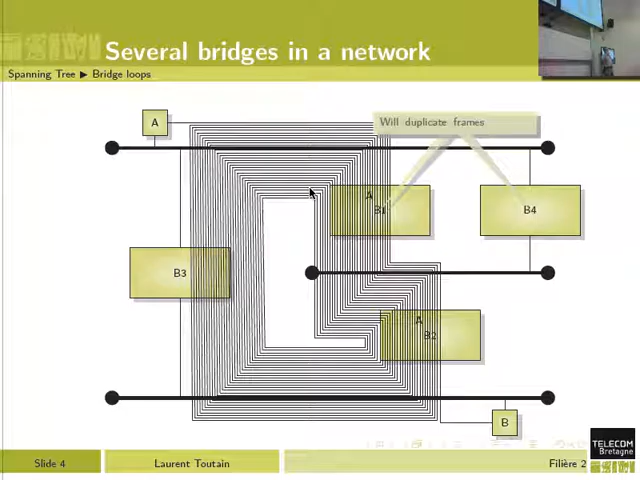 Several bridges in a network
Spanning Tree ▶ Bridge loops
A
Will duplicate frames
A
B1
B4
B3
A
B2
B
TELECOM
Bretagne
Slide 4
Laurent Toutain
Filière 2